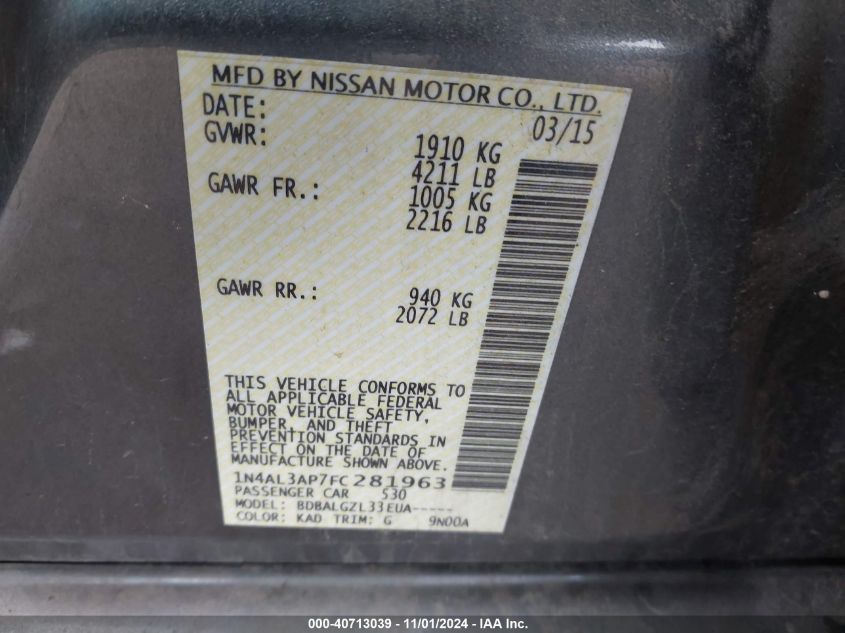 MFD BY NISSAN MOTOR CO., LTD.
DATE: 03/15
GVWR: 1910 KG
4211 LB
GAWR FR.: 1005 KG
2216 LB
GAWR RR.: 940 KG
2072 LB
THIS VEHICLE CONFORMS TO
ALL APPLICABLE FEDERAL
MOTOR VEHICLE SAFETY,
BUMPER, AND THEFT
PREVENTION STANDARDS IN
EFFECT ON THE DATE OF
MANUFACTURE SHOWN ABOVE.
1N4AL3AP7FC281963
PASSENGER CAR S30
MODEL: BDBALGZL33EUA-----
COLOR: KAD TRIM: G 9N00A
000-40713039 - 11/01/2024 - IAA Inc.